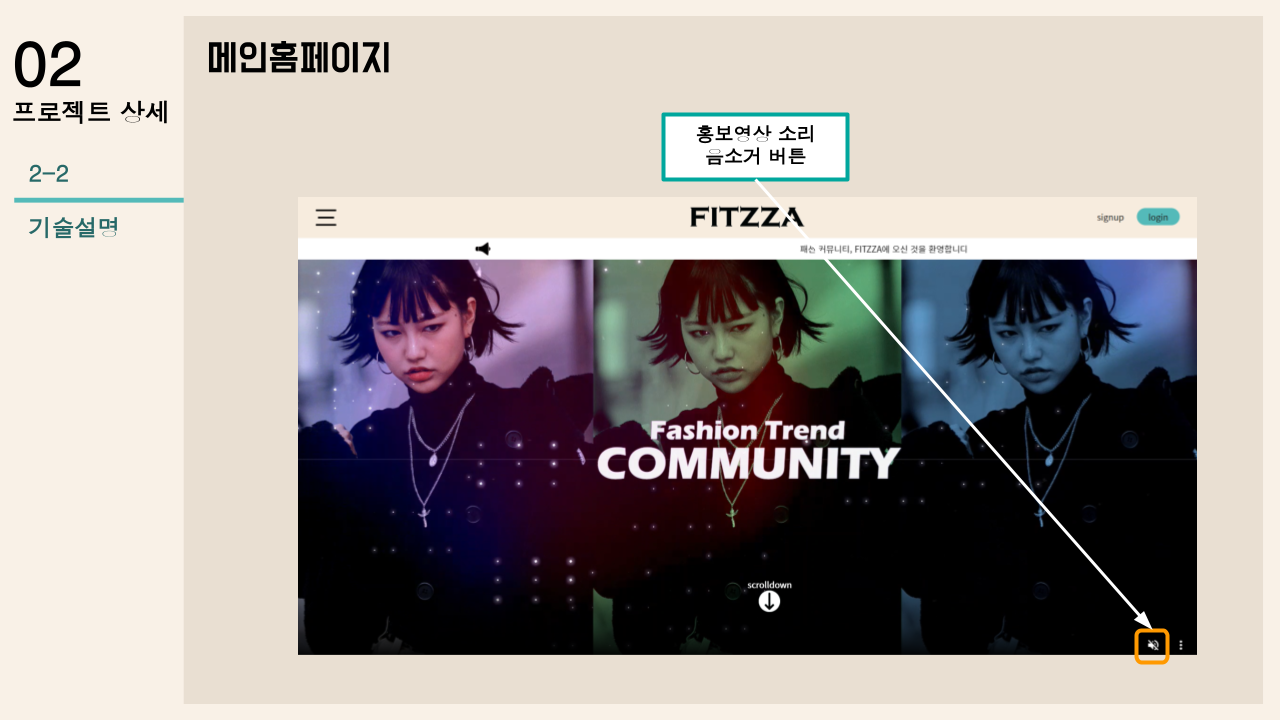 02
프로젝트 상세
2-2
기술설명
메인홈페이지
홍보영상 소리
음소거 버튼
FITZZA
signup
login
패션 커뮤니티, FITZZA에 오신 것을 환영합니다
Fashion Trend
COMMUNITY
scrolldown